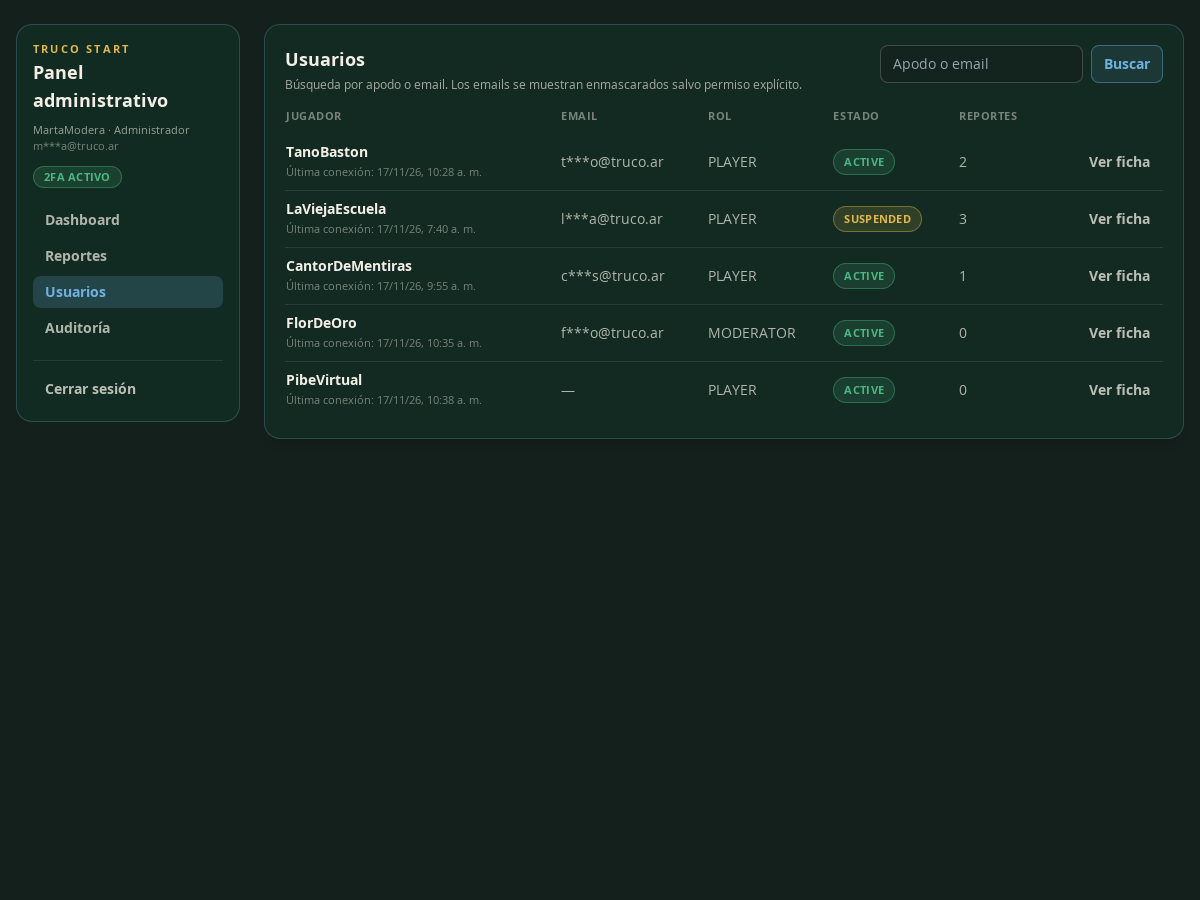 TRUCO START
Panel
administrativo
MartaModera · Administrador
m***a@truco.ar
2FA ACTIVO
Dashboard
Reportes
Usuarios
Auditoría
Cerrar sesión
Usuarios
Búsqueda por apodo o email. Los emails se muestran enmascarados salvo permiso explícito.
Apodo o email
Buscar
JUGADOR EMAIL ROL ESTADO REPORTES
TanoBaston
Última conexión: 17/11/26, 10:28 a. m.
t***o@truco.ar PLAYER ACTIVE 2 Ver ficha
LaViejaEscuela
Última conexión: 17/11/26, 7:40 a. m.
l***a@truco.ar PLAYER SUSPENDED 3 Ver ficha
CantorDeMentiras
Última conexión: 17/11/26, 9:55 a. m.
c***s@truco.ar PLAYER ACTIVE 1 Ver ficha
FlorDeOro
Última conexión: 17/11/26, 10:35 a. m.
f***o@truco.ar MODERATOR ACTIVE 0 Ver ficha
PibeVirtual
Última conexión: 17/11/26, 10:38 a. m.
— PLAYER ACTIVE 0 Ver ficha